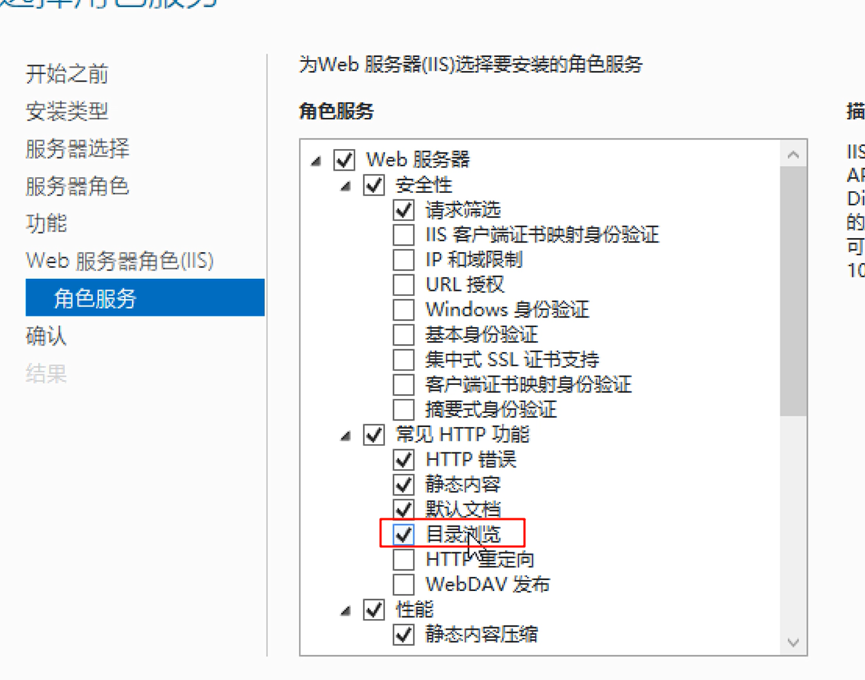 选择角色服务
开始之前
安装类型
服务器选择
服务器角色
功能
Web 服务器角色(IIS)
角色服务
确认
结果
为Web 服务器(IIS)选择要安装的角色服务
角色服务
Web 服务器
安全性
请求筛选
IIS 客户端证书映射身份验证
IP 和域限制
URL 授权
Windows 身份验证
基本身份验证
集中式 SSL 证书支持
客户端证书映射身份验证
摘要式身份验证
常见 HTTP 功能
HTTP 错误
静态内容
默认文档
目录浏览
HTTP 重定向
WebDAV 发布
性能
静态内容压缩
描
IIS
AP
Di
的
可
10